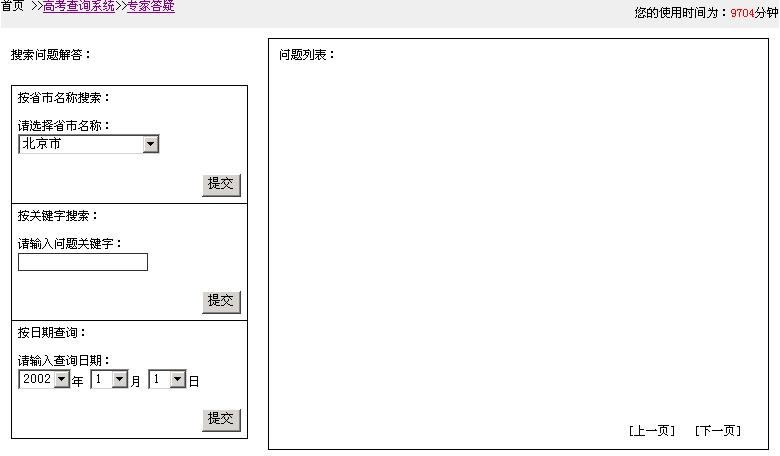 首页 >>高考查询系统>>专家答疑
您的使用时间为：9704分钟
搜索问题解答：
按省市名称搜索：
请选择省市名称：
北京市
提交
按关键字搜索：
请输入问题关键字：
提交
按日期查询：
请输入查询日期：
2002年 1月 1日
提交
问题列表：
[上一页] [下一页]